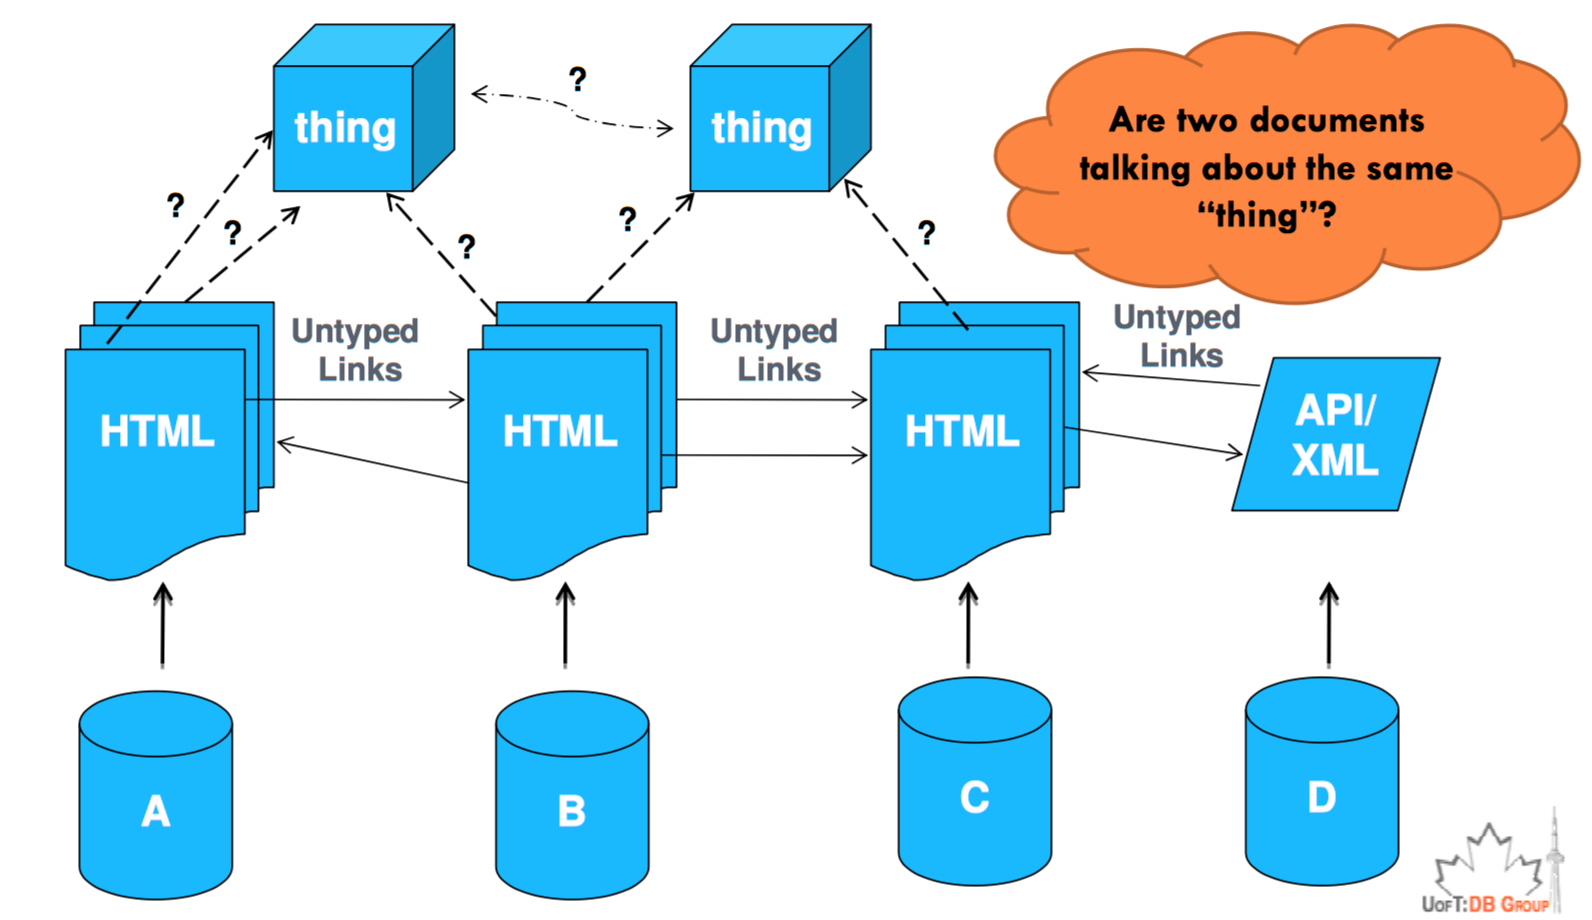 thing
?
thing
Are two documents
talking about the same
“thing”?
?
?
?
?
?
Untyped
Links
Untyped
Links
Untyped
Links
HTML
HTML
HTML
API/
XML
A
B
C
D
UofT:DB Group